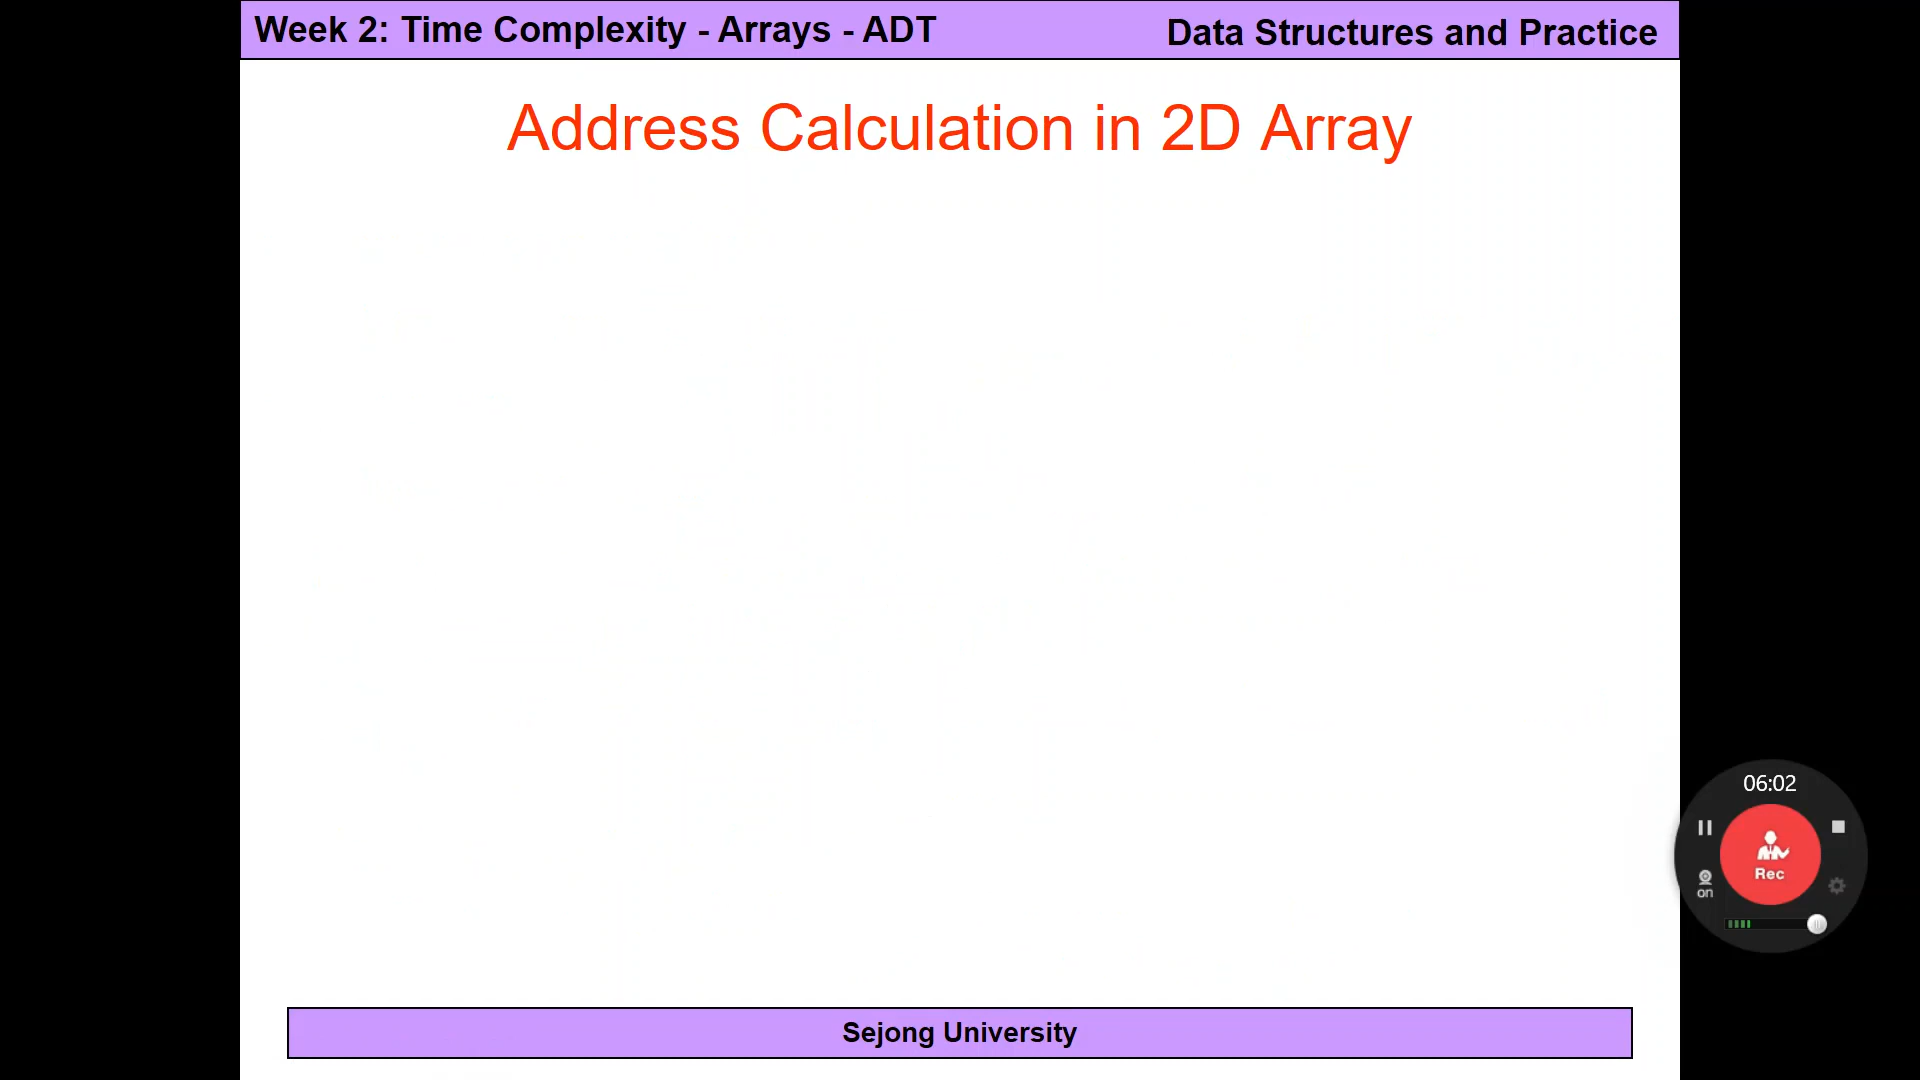 Week 2: Time Complexity - Arrays - ADT
Data Structures and Practice
Address Calculation in 2D Array
06:02
Rec
on
Sejong University